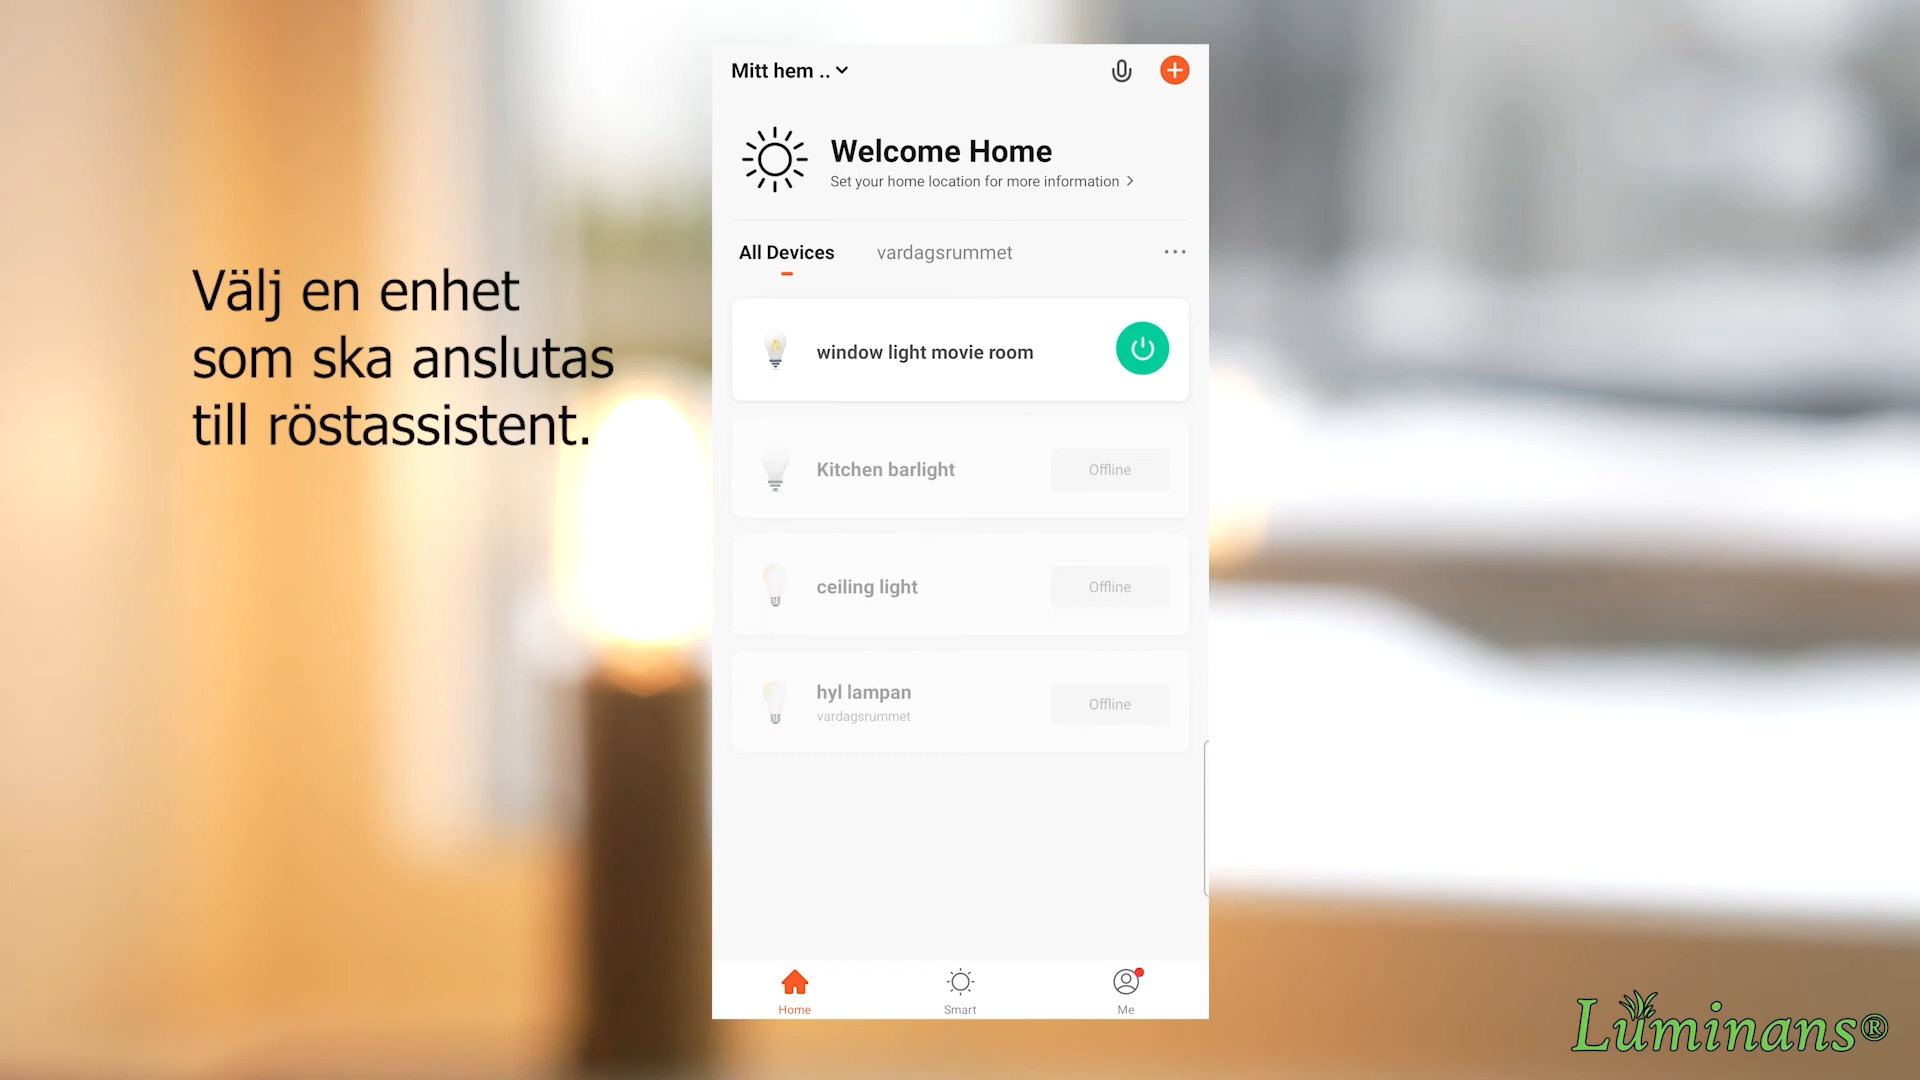 Mitt hem ..
Welcome Home
Set your home location for more information
All Devices
vardagsrummet
Välj en enhet
som ska anslutas
till röstassistent.
window light movie room
Kitchen barlight
Offline
ceiling light
Offline
hyl lampan
vardagsrummet
Offline
Home
Smart
Me
Luminans®